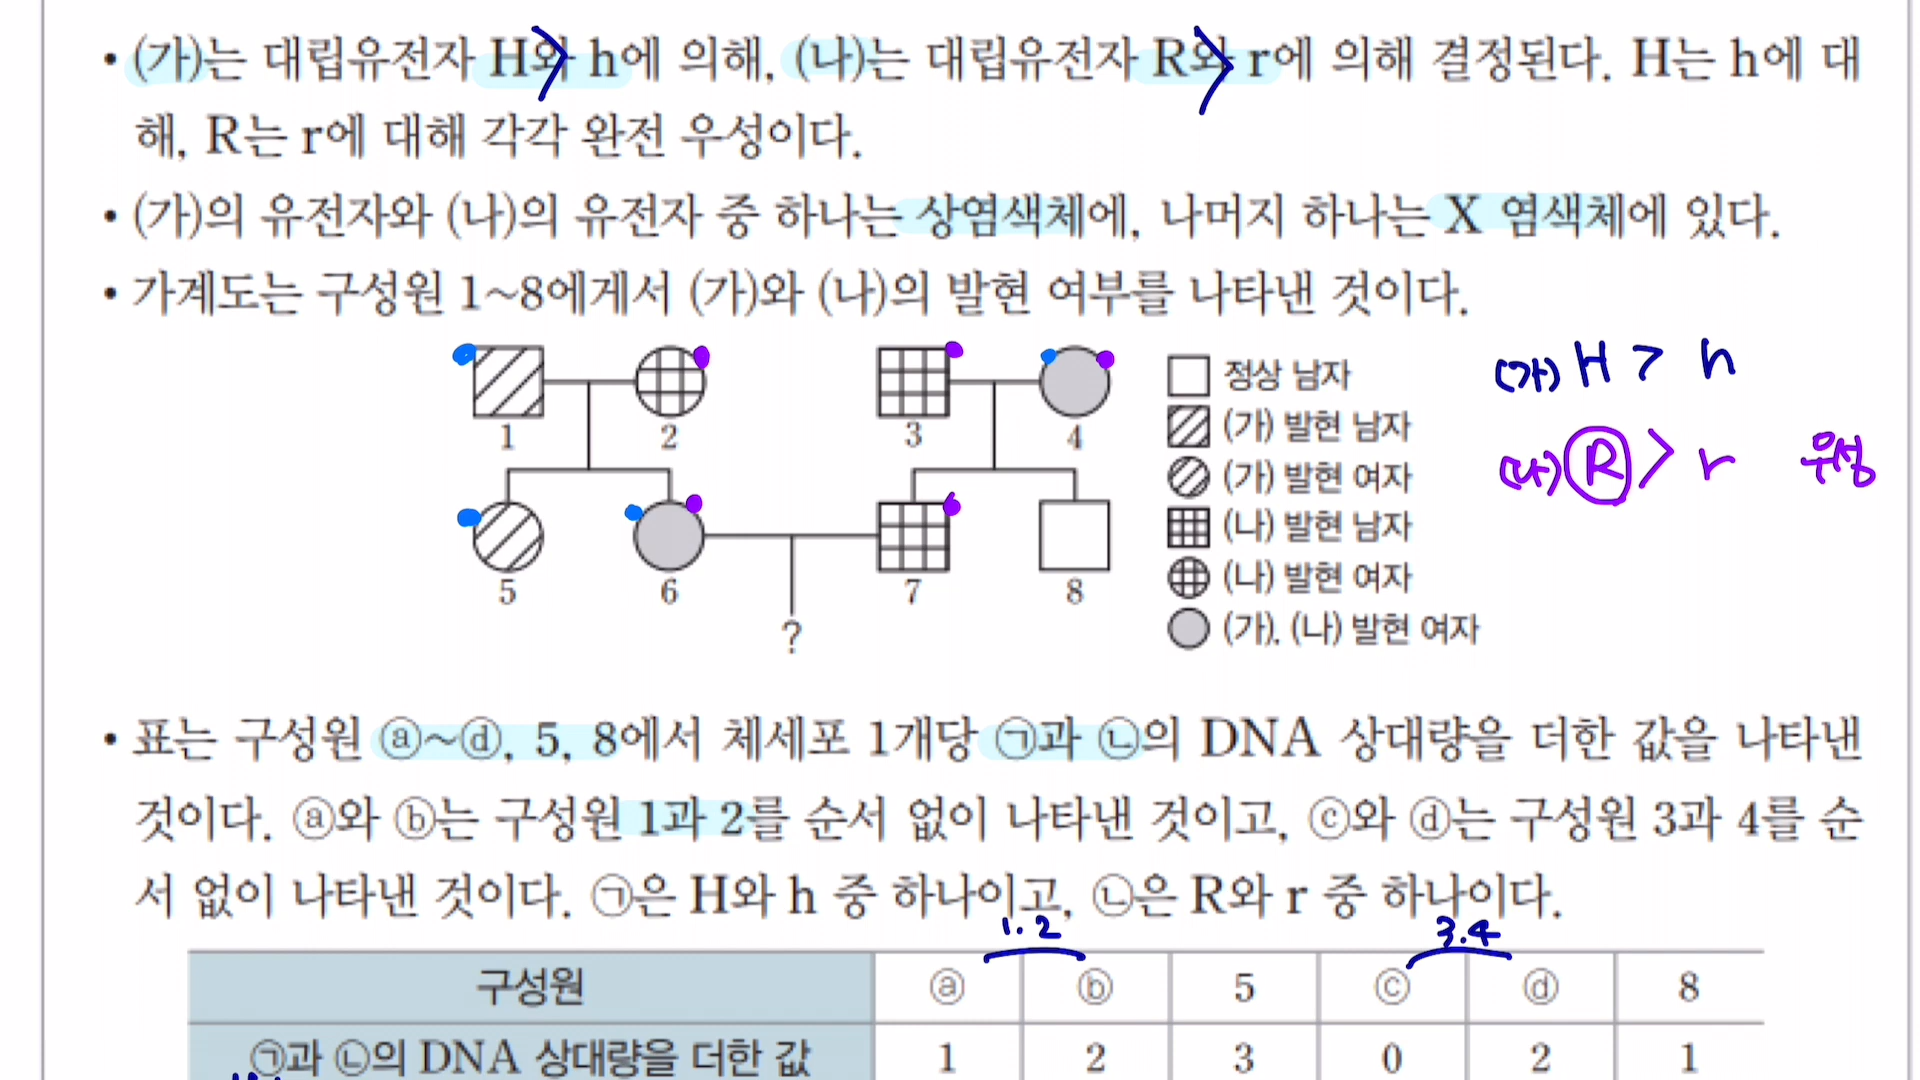 • (가)는 대립유전자 H와 h에 의해, (나)는 대립유전자 R와 r에 의해 결정된다. H는 h에 대
해, R는 r에 대해 각각 완전 우성이다.
• (가)의 유전자와 (나)의 유전자 중 하나는 상염색체에, 나머지 하나는 X 염색체에 있다.
• 가계도는 구성원 1~8에게서 (가)와 (나)의 발현 여부를 나타낸 것이다.
1 2 3 4
5 6 7 8
?
정상 남자
(가) 발현 남자
(가) 발현 여자
(나) 발현 남자
(나) 발현 여자
(가), (나) 발현 여자
(가) H > h
(나) R > r 우성
• 표는 구성원 ⓐ~ⓓ, 5, 8에서 체세포 1개당 ㉠과 ㉡의 DNA 상대량을 더한 값을 나타낸
것이다. ⓐ와 ⓑ는 구성원 1과 2를 순서 없이 나타낸 것이고, ⓒ와 ⓓ는 구성원 3과 4를 순
서 없이 나타낸 것이다. ㉠은 H와 h 중 하나이고, ㉡은 R와 r 중 하나이다.
1.2 3.4
구성원 ⓐ ⓑ 5 ⓒ ⓓ 8
㉠과 ㉡의 DNA 상대량을 더한 값 1 2 3 0 2 1